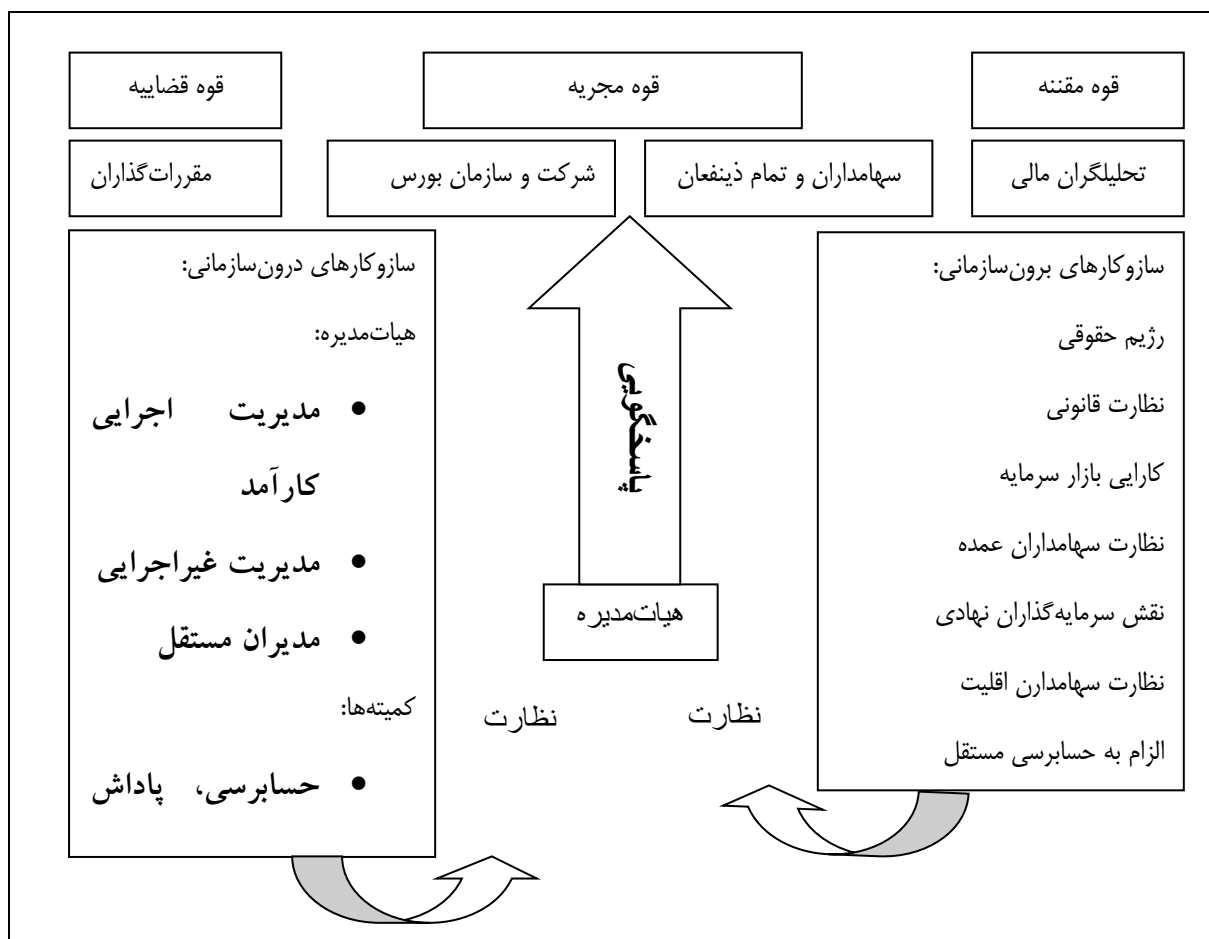 قوه مقننه
قوه مجریه
قوه قضاییه
تحلیلگران مالی
سهامداران و تمام ذینفعان
شرکت و سازمان بورس
مقررات‌گذاران
سازوکارهای برون‌سازمانی:
رژیم حقوقی
نظارت قانونی
کارایی بازار سرمایه
نظارت سهامداران عمده
نقش سرمایه‌گذاران نهادی
نظارت سهامدارن اقلیت
الزام به حسابرسی مستقل
پاسخگویی
هیات‌مدیره
نظارت
نظارت
سازوکارهای درون‌سازمانی:
هیات‌مدیره:
• مدیریت اجرایی
کارآمد
• مدیریت غیراجرایی
• مدیران مستقل
کمیته‌ها:
• حسابرسی، پاداش